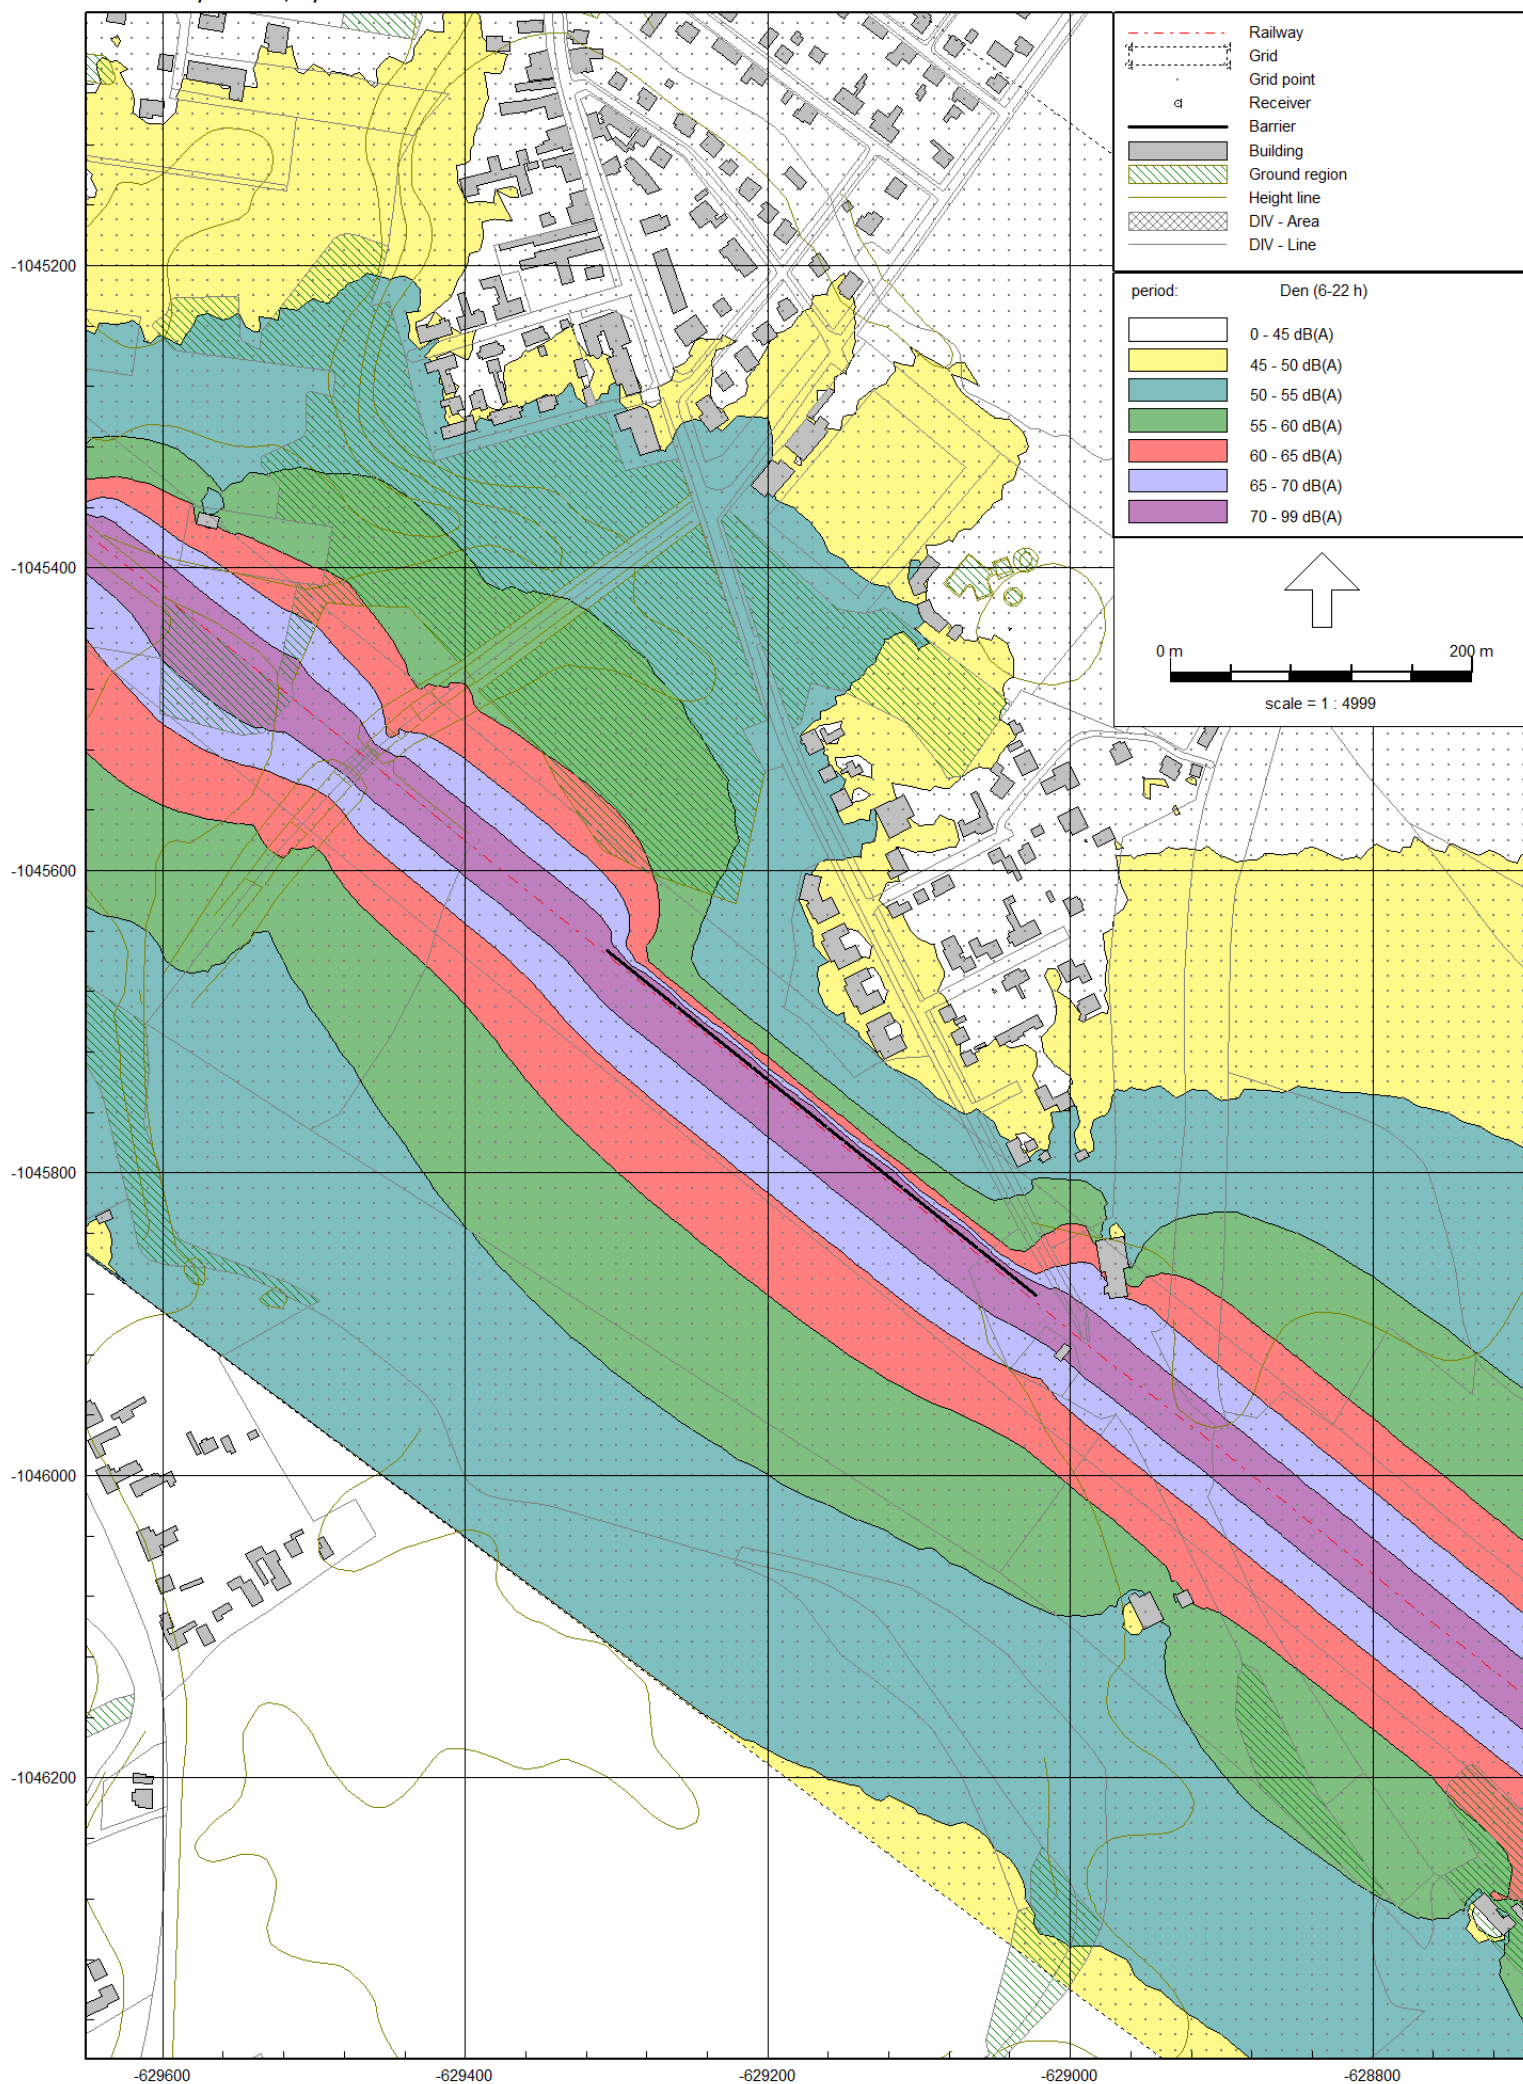 Railway
Grid
Grid point
Receiver
Barrier
Building
Ground region
Height line
DIV - Area
DIV - Line
period: Den (6-22 h)
0 - 45 dB(A)
45 - 50 dB(A)
50 - 55 dB(A)
55 - 60 dB(A)
60 - 65 dB(A)
65 - 70 dB(A)
70 - 99 dB(A)
0 m 200 m
scale = 1 : 4999
-1045200
-1045400
-1045600
-1045800
-1046000
-1046200
-629600 -629400 -629200 -629000 -628800